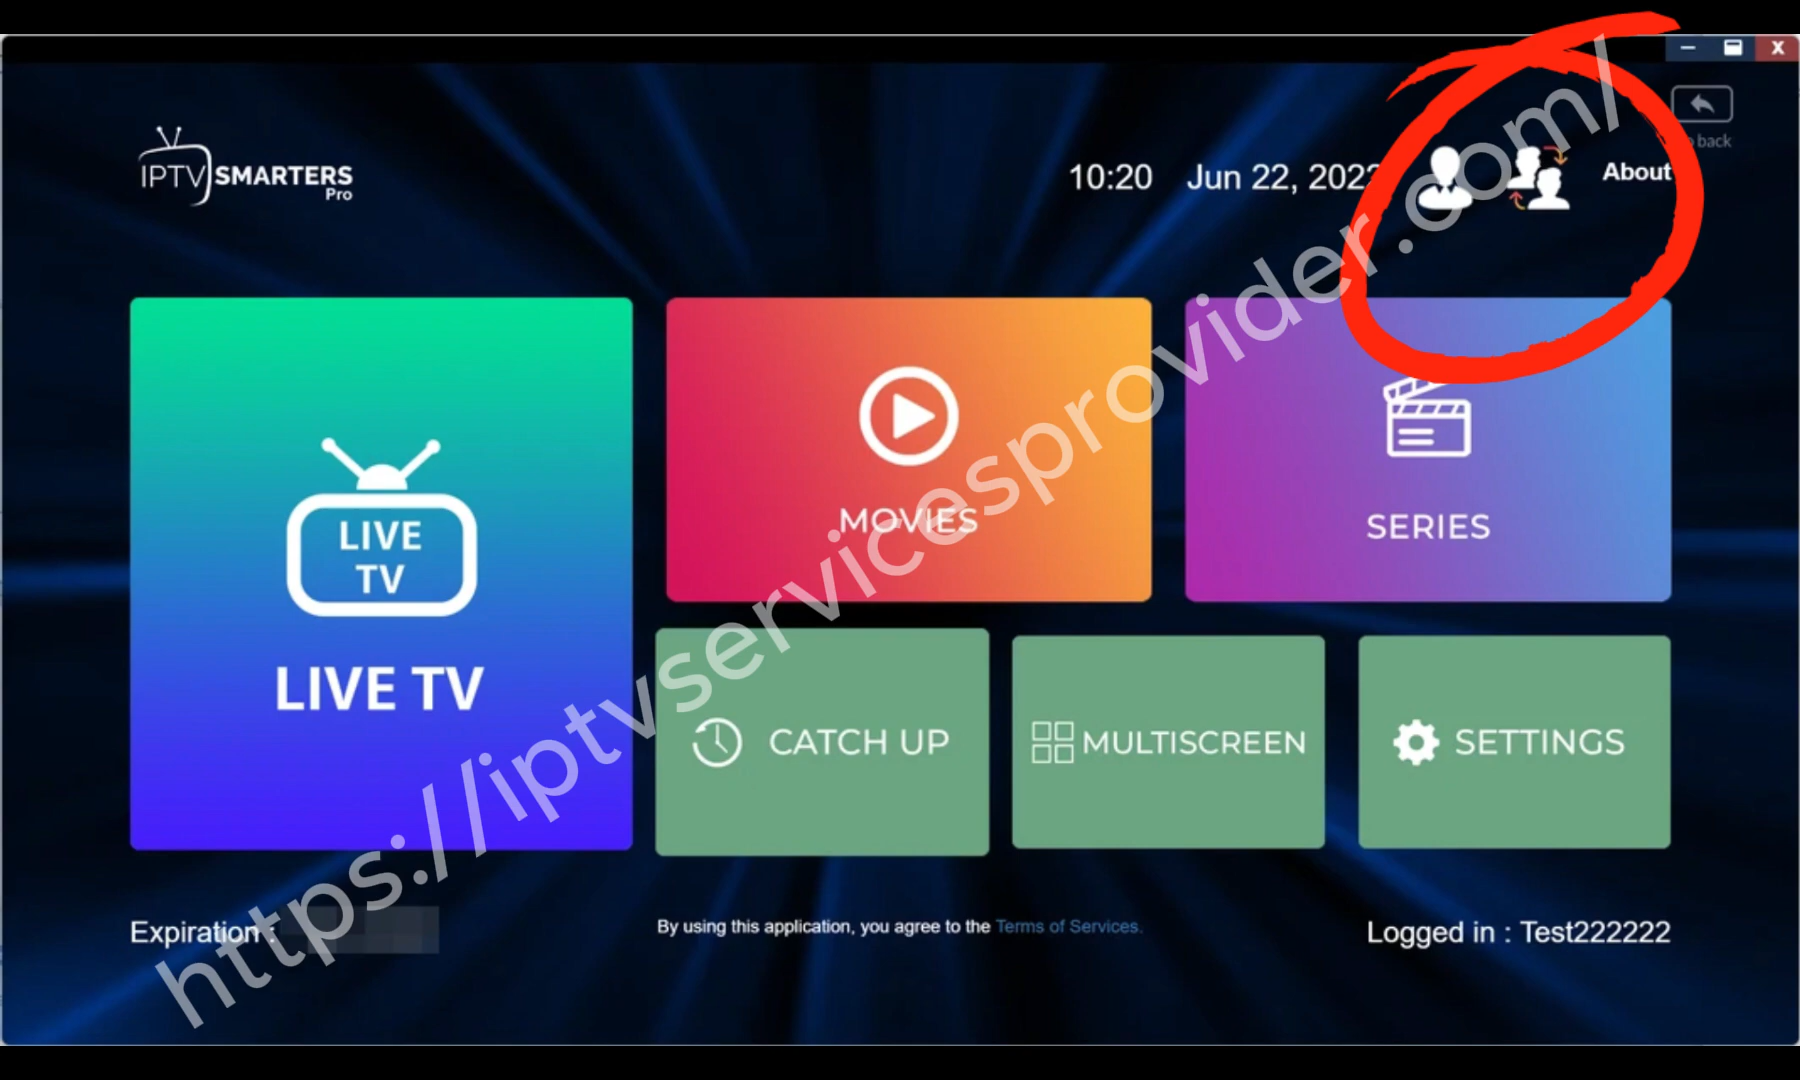 X
back
IPTV SMARTERS
Pro
10:20 Jun 22, 2022
About
LIVE
TV
LIVE TV
MOVIES
SERIES
CATCH UP
MULTISCREEN
SETTINGS
Expiration :
By using this application, you agree to the Terms of Services.
Logged in : Test222222
https://iptvservicesprovider.com/